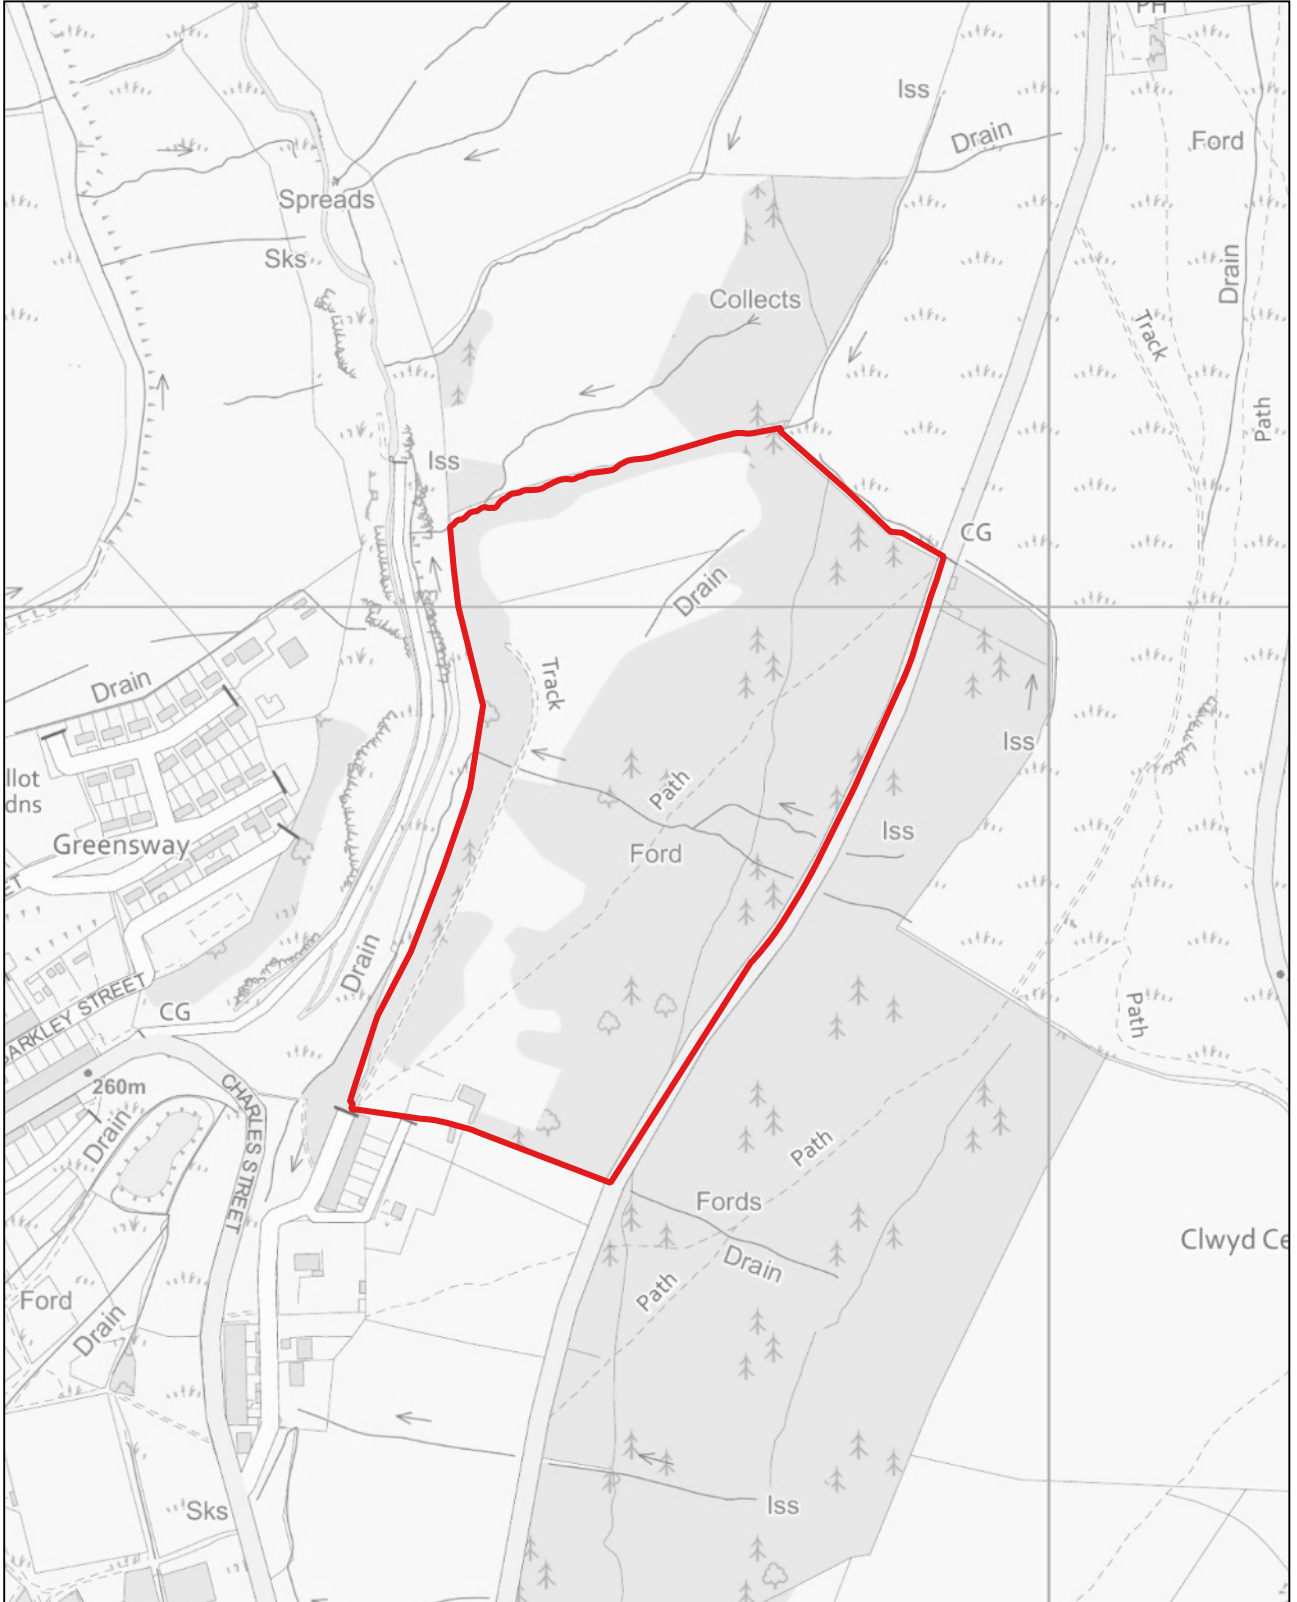 PH
Iss
Drain
Ford
Spreads
Sks
Drain
Collects
Track
Path
Iss
CG
Drain
Track
Drain
Iss
llot
dns
Path
Iss
Greensway
Ford
Drain
ARKLEY STREET
CG
Path
260m
CHARLES STREET
Drain
Path
Fords
Clwyd Ce
Drain
Path
Ford
Drain
Iss
Sks